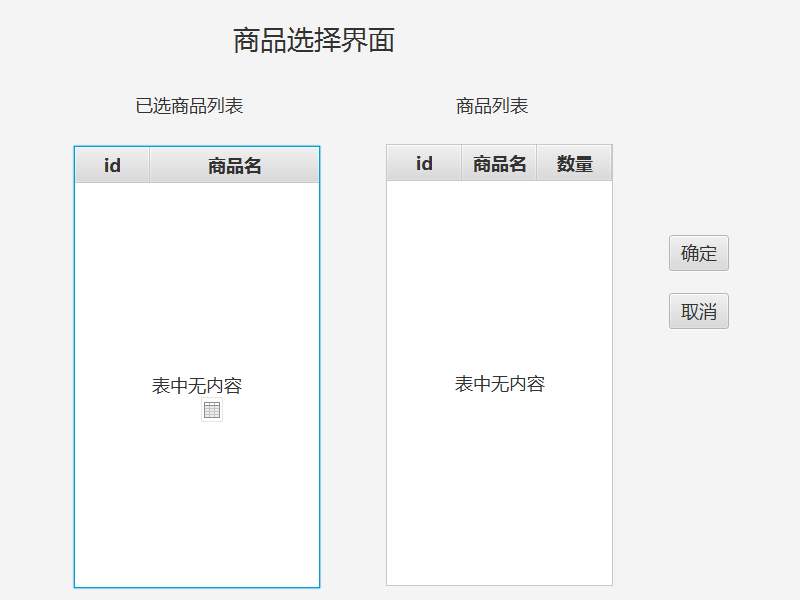 商品选择界面
已选商品列表
商品列表
id 商品名
id 商品名 数量
确定
取消
表中无内容
表中无内容